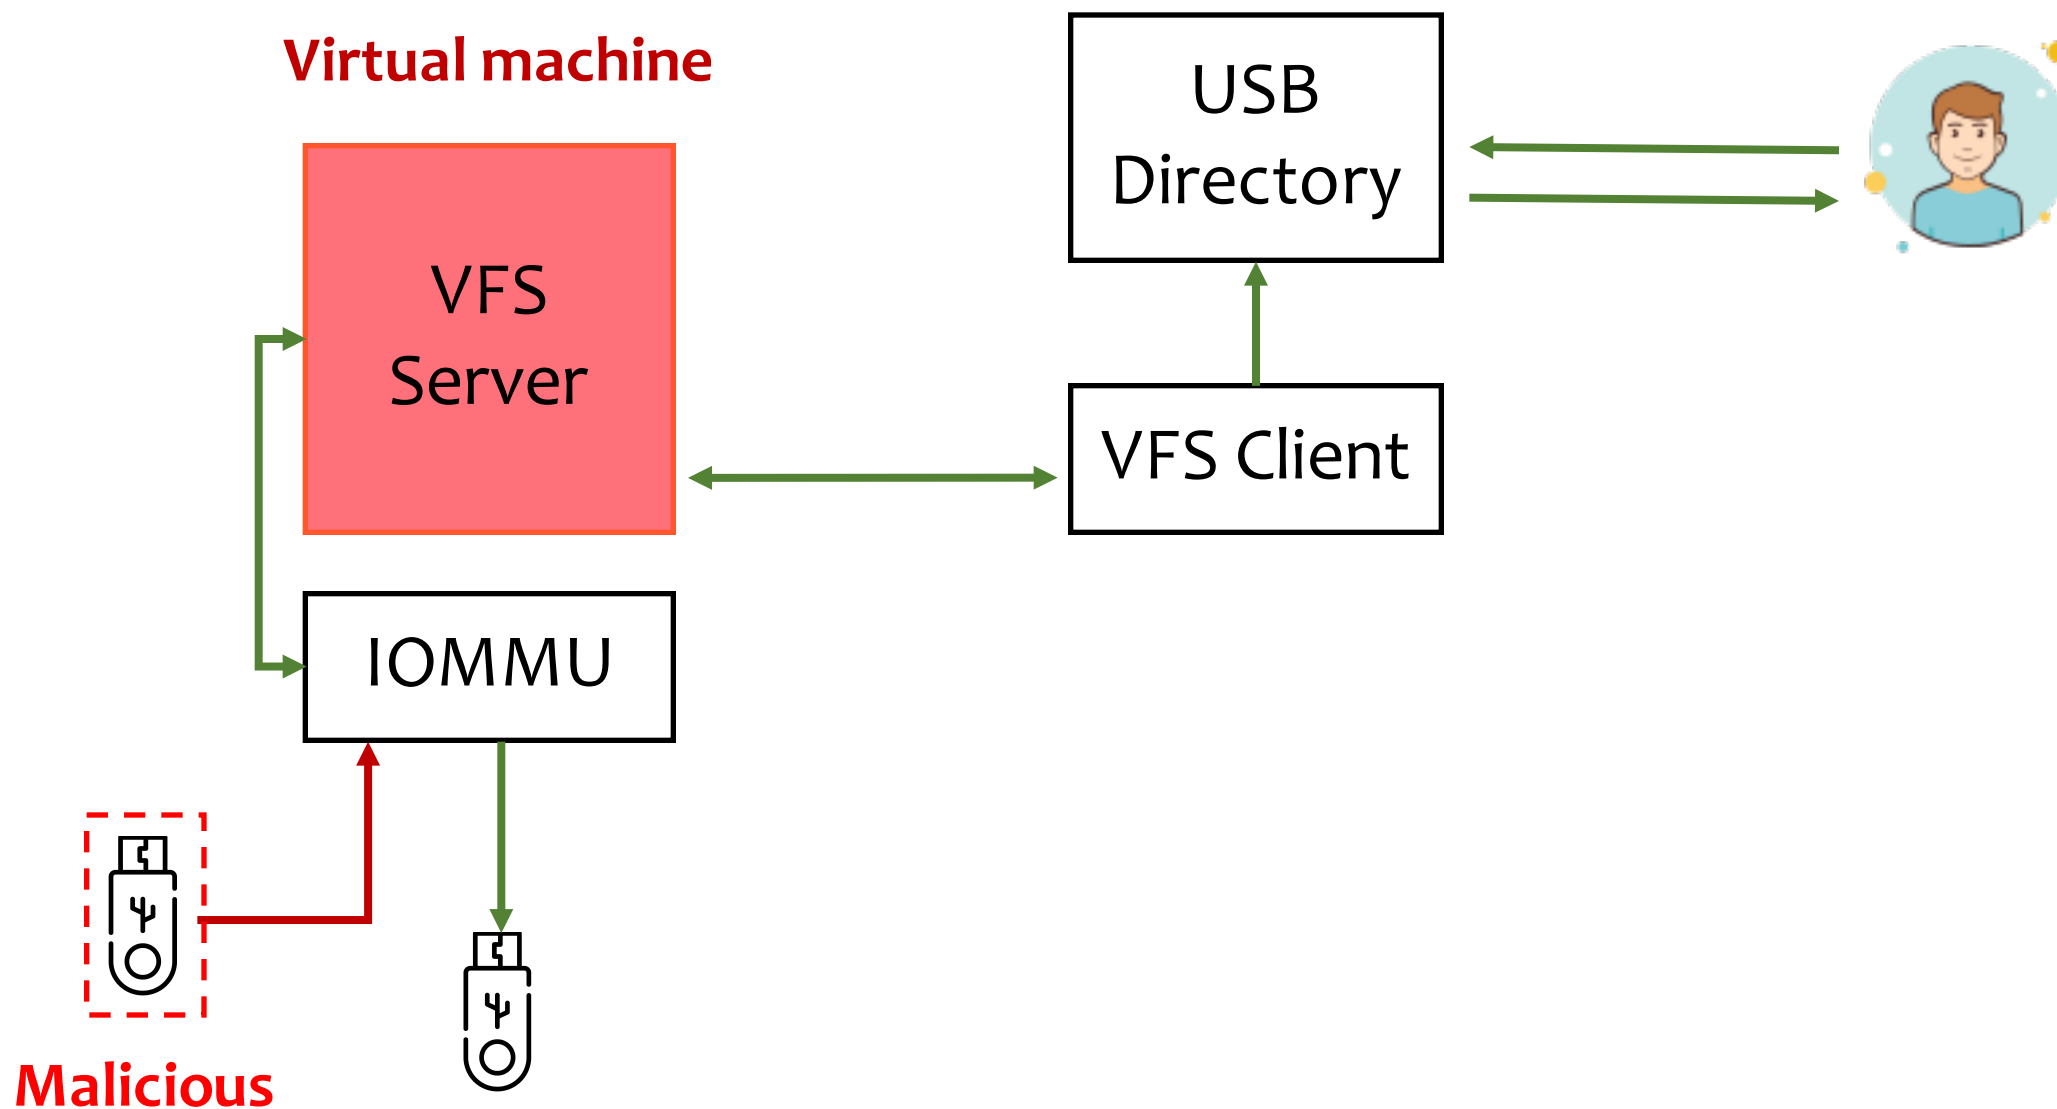 Virtual machine
USB
Directory
VFS
Server
VFS Client
IOMMU
Malicious